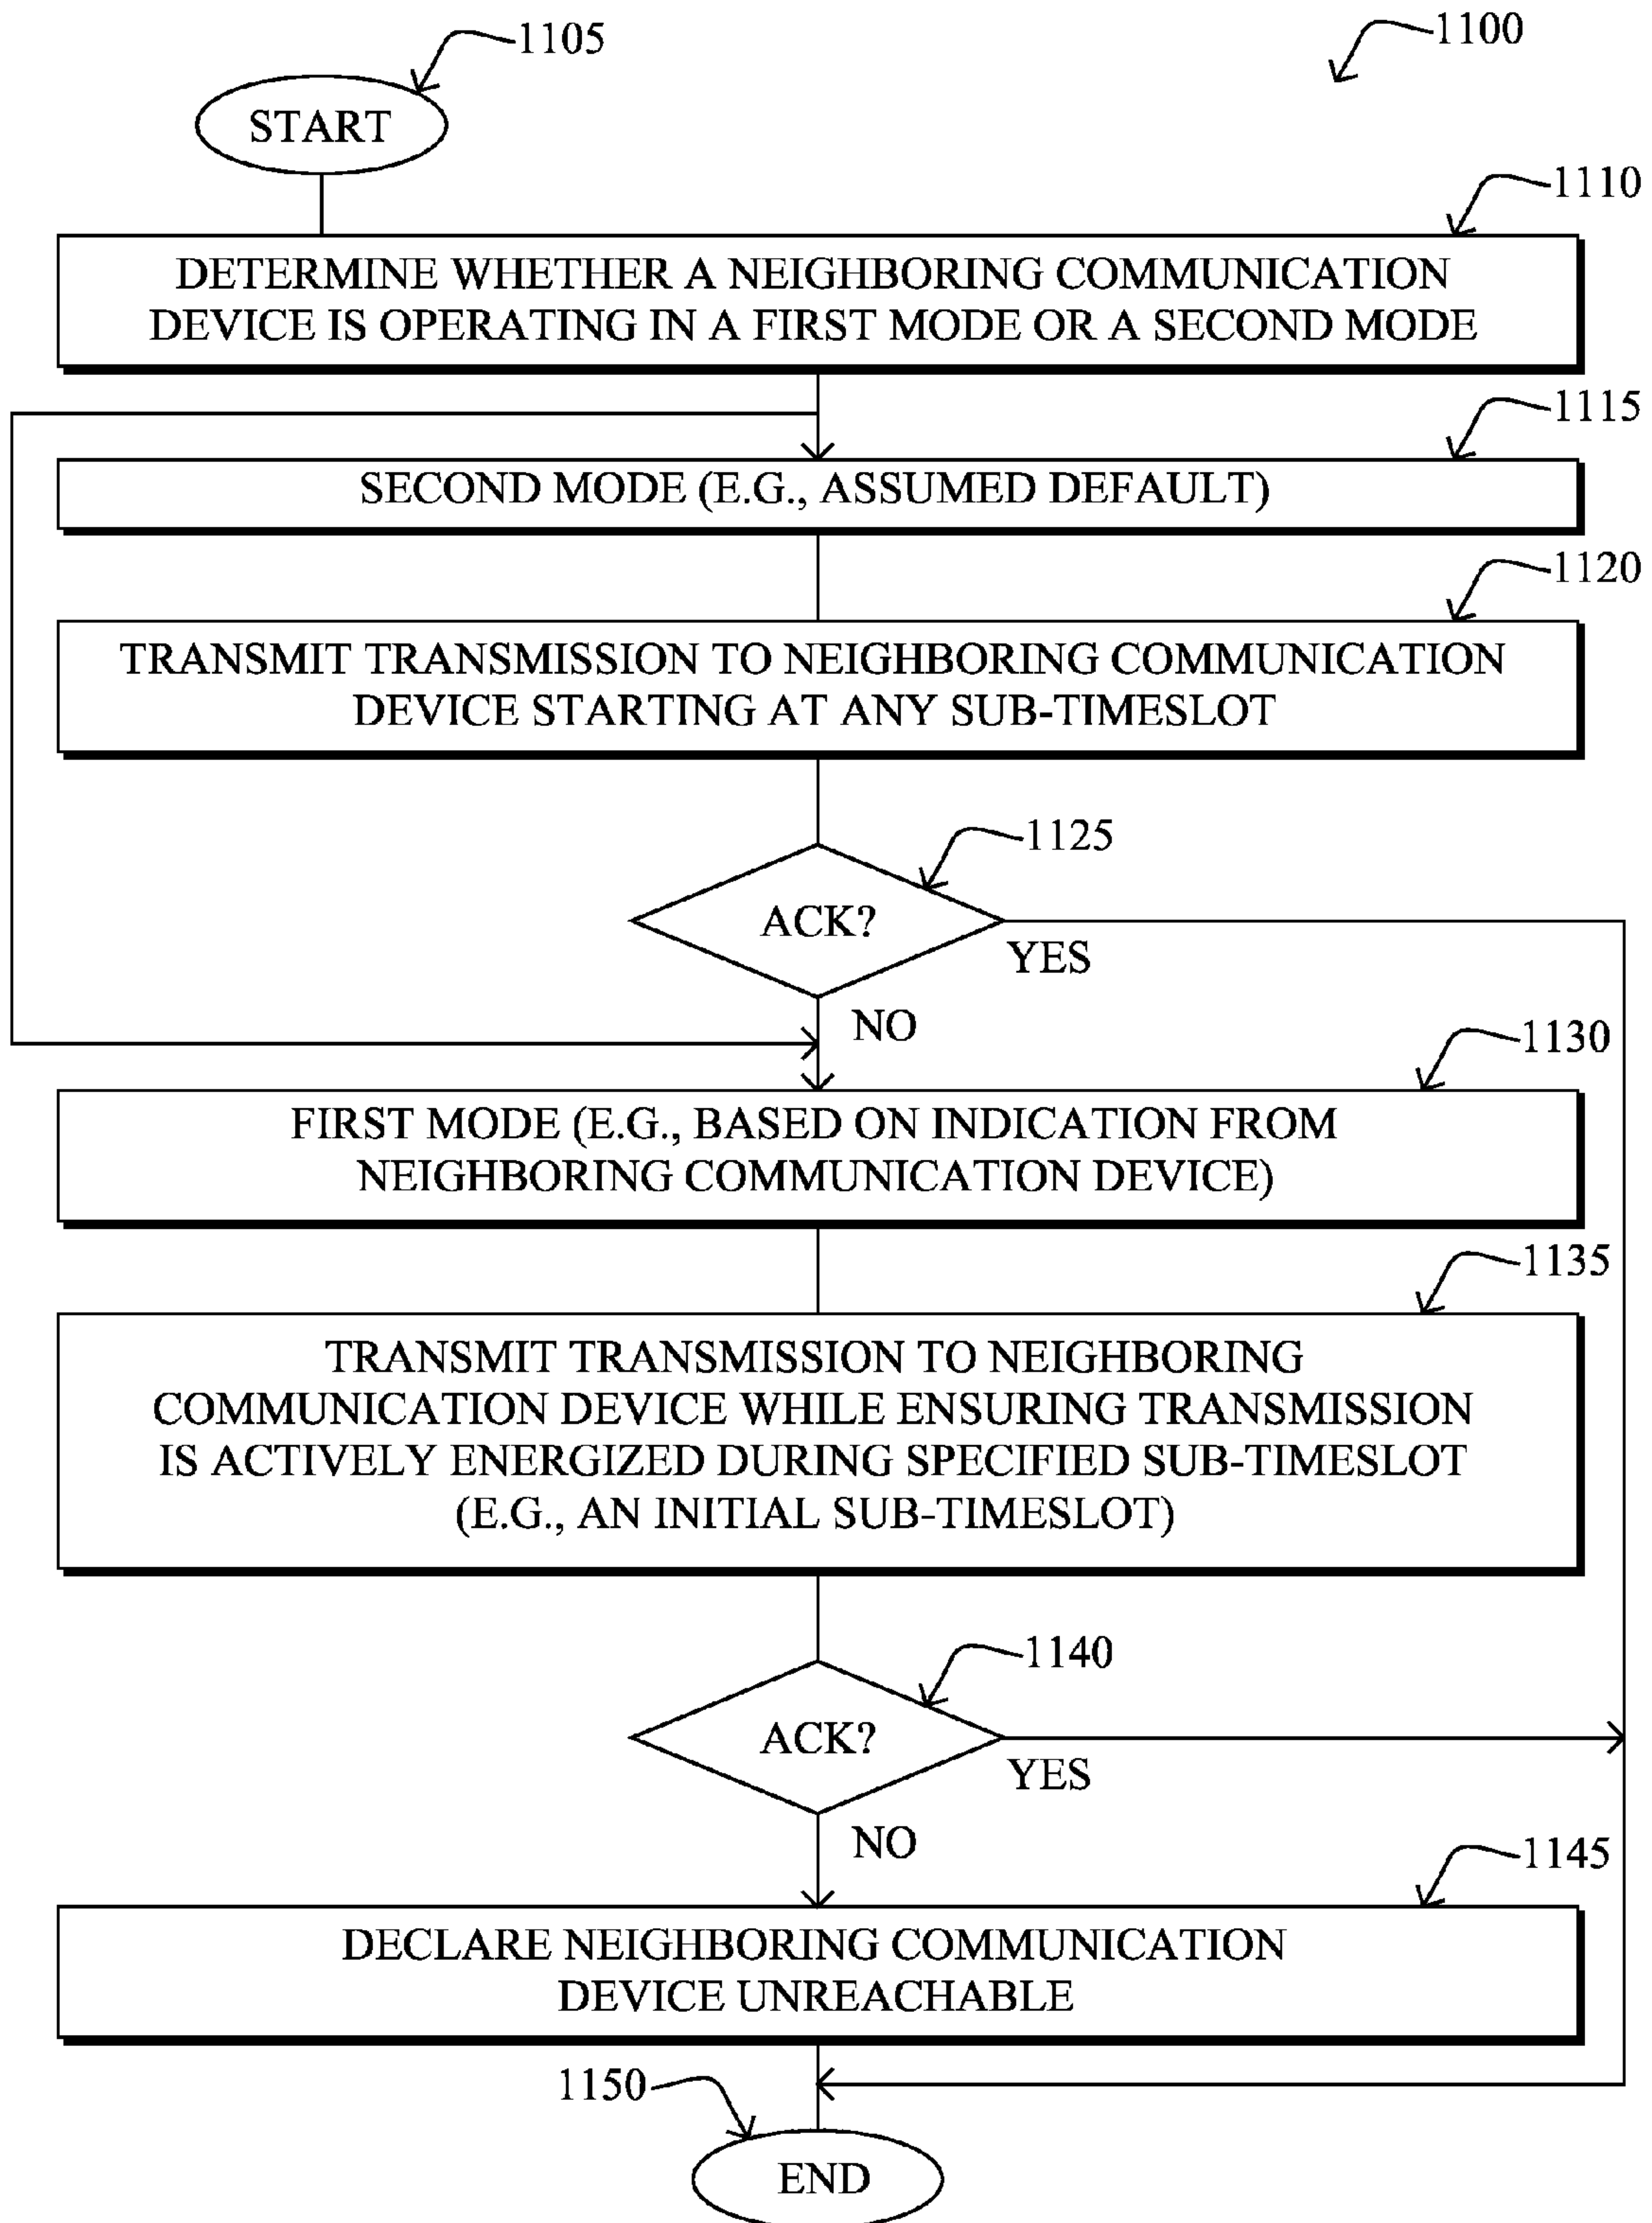 1105
1100
START
1110
DETERMINE WHETHER A NEIGHBORING COMMUNICATION
DEVICE IS OPERATING IN A FIRST MODE OR A SECOND MODE
1115
SECOND MODE (E.G., ASSUMED DEFAULT)
1120
TRANSMIT TRANSMISSION TO NEIGHBORING COMMUNICATION
DEVICE STARTING AT ANY SUB-TIMESLOT
1125
ACK?
YES
NO
1130
FIRST MODE (E.G., BASED ON INDICATION FROM
NEIGHBORING COMMUNICATION DEVICE)
1135
TRANSMIT TRANSMISSION TO NEIGHBORING
COMMUNICATION DEVICE WHILE ENSURING TRANSMISSION
IS ACTIVELY ENERGIZED DURING SPECIFIED SUB-TIMESLOT
(E.G., AN INITIAL SUB-TIMESLOT)
1140
ACK?
YES
NO
1145
DECLARE NEIGHBORING COMMUNICATION
DEVICE UNREACHABLE
1150
END